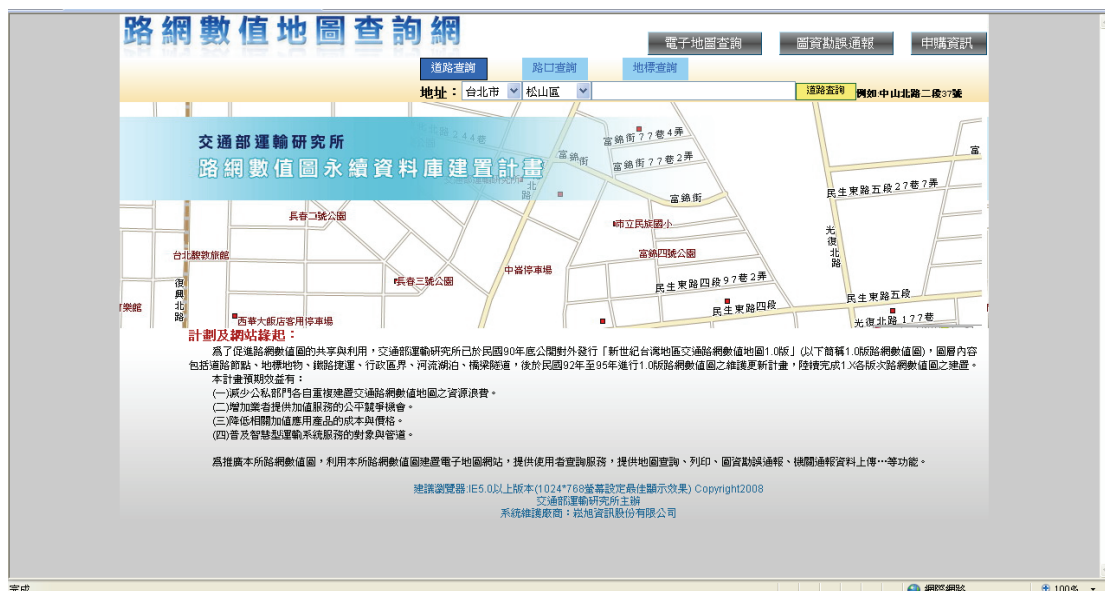 路網數值地圖查詢網
電子地圖查詢 圖資勘誤通報 申購資訊
道路查詢 路口查詢 地標查詢
地址： 台北市 松山區 道路查詢 例如:中山北路二段37號
交通部運輸研究所
路網數值圖永續資料庫建置計畫
富錦街77巷4弄
富錦街
富錦街77巷2弄
富
民生東路五段27巷7弄
富錦街
長春二號公園
市立民族國小
光復北路
台北馥敦旅館
富錦四號公園
中崙停車場
長春三號公園
民生東路四段97巷2弄
復興北路
民生東路五段
民生東路四段
西華大飯店客用停車場
光復北路177巷
計劃及網站緣起：
為了促進路網數值圖的共享與利用，交通部運輸研究所已於民國90年底公開對外發行「新世紀台灣地區交通路網數值地圖1.0版」(以下簡稱1.0版路網數值圖)，圖層內容
包括道路節點、地標地物、鐵路捷運、行政區界、河流湖泊、橋梁隧道，後於民國92年至95年進行1.0版路網數值圖之維護更新計畫，陸續完成1.X各版次路網數值圖之建置。
本計畫預期效益有：
(一)減少公私部門各自重複建置交通路網數值地圖之資源浪費。
(二)增加業者提供加值服務的公平競爭機會。
(三)降低相關加值應用產品的成本與價格。
(四)普及智慧型運輸系統服務的對象與管道。
為推廣本所路網數值圖，利用本所路網數值圖建置電子地圖網站，提供使用者查詢服務，提供地圖查詢、列印、圖資勘誤通報、機關通報資料上傳…等功能。
建議瀏覽器:IE5.0以上版本(1024*768螢幕設定最佳顯示效果) Copyright2008
交通部運輸研究所主辦
系統維護廠商：崧旭資訊股份有限公司
完成 網際網路 100%